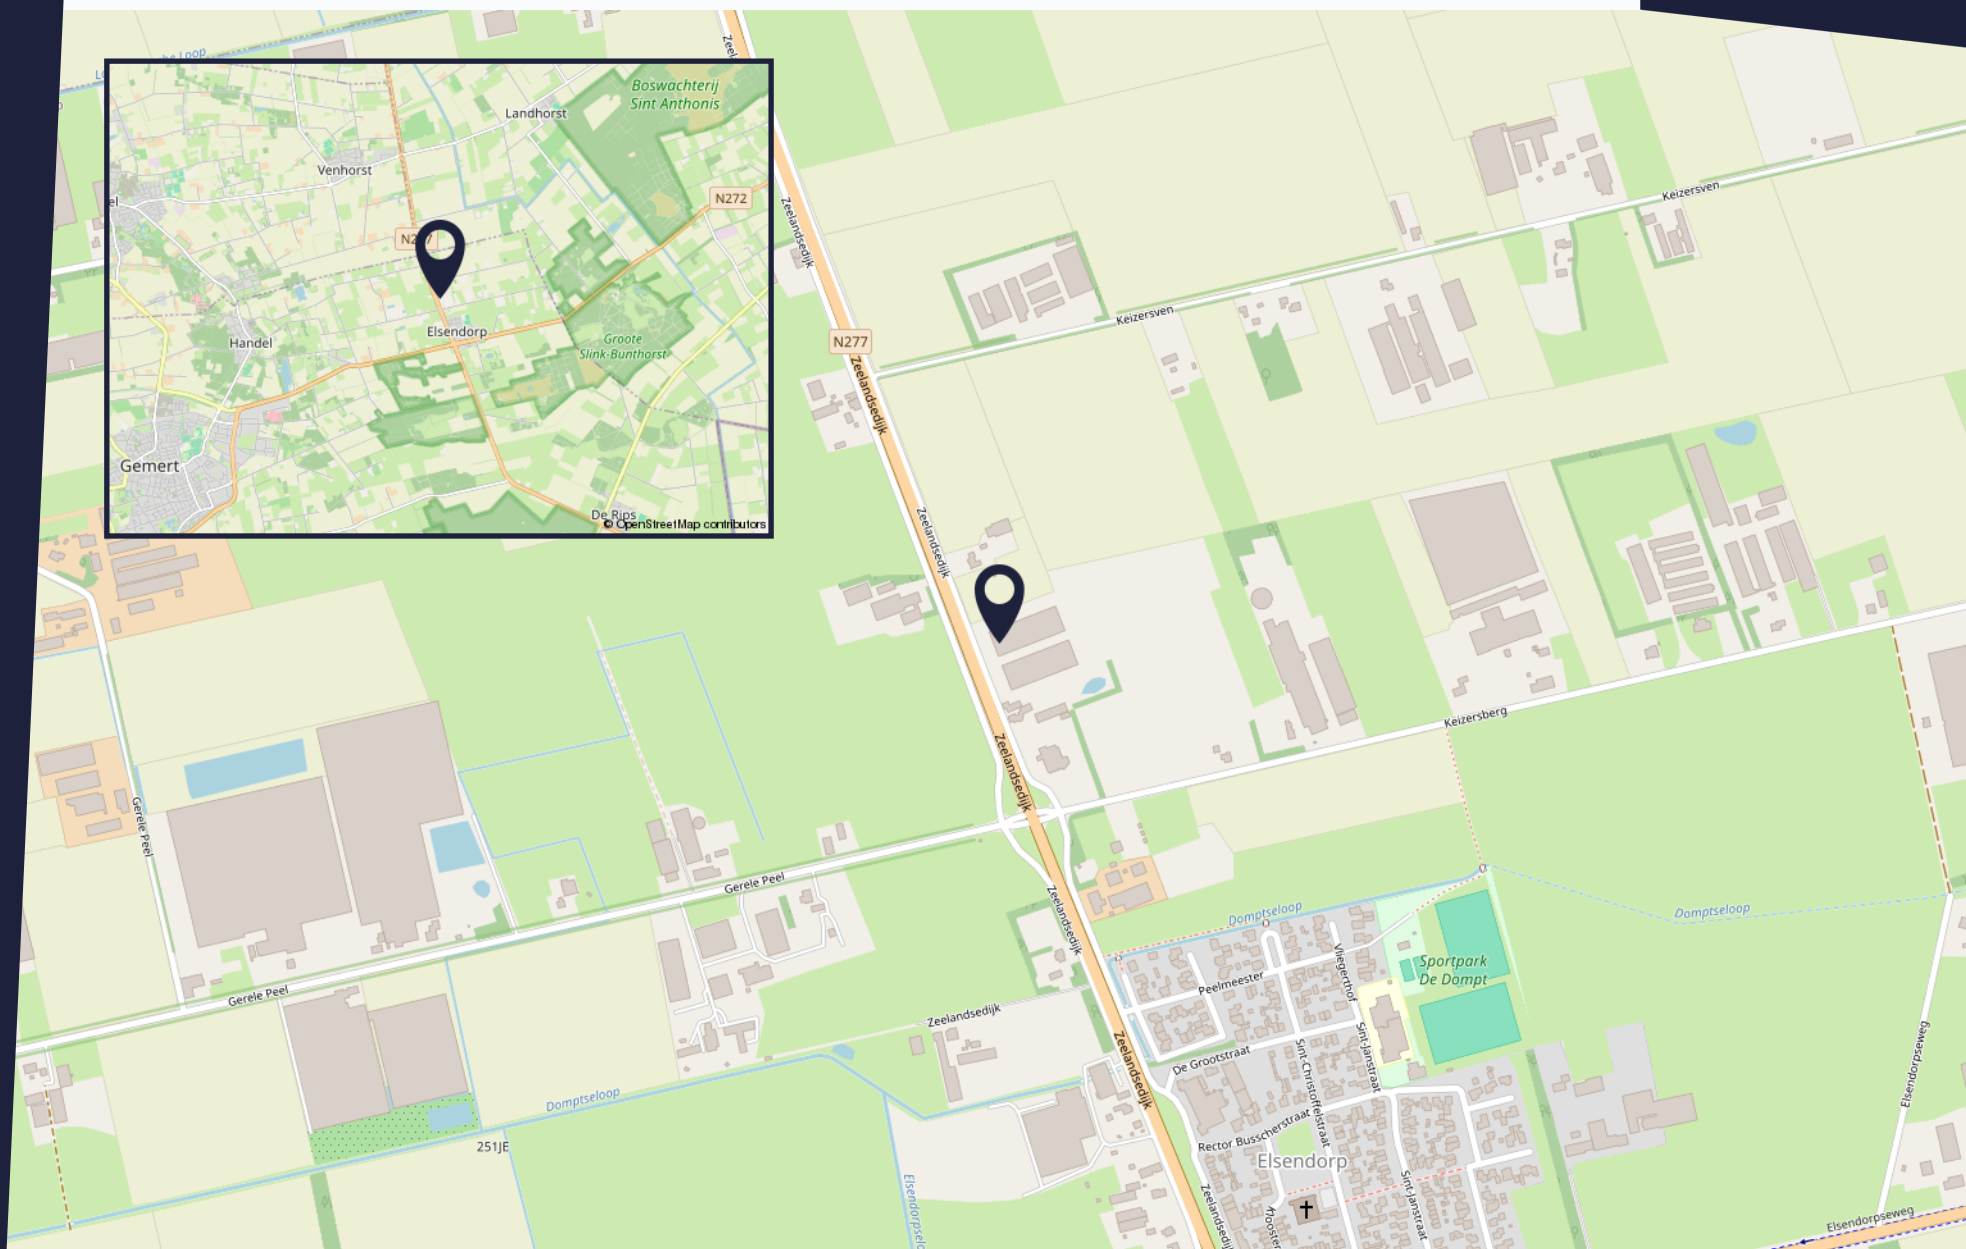 Boswachterij
Sint Anthonis
Landhorst
Venhorst
N272
Elsendorp
Handel
Groote
Slink-Bunthorst
Gemert
De Rips
© OpenStreetMap contributors
Zeelandsedijk
Keizersven
Keizersven
N277
Zeelandsedijk
Zeelandsedijk
Keizersberg
Zeelandsedijk
Gerele Peel
Gerele Peel
Zeelandsedijk
Domptseloop
Domptseloop
Vliegerthof
Sportpark
De Dompt
Peelmeester
Gerele Peel
Zeelandsedijk
Sint-Janstraat
De Grootstraat
Sint-Christoffelstraat
Zeelandsedijk
Elsendorpseweg
Domptseloop
Rector Busscherstraat
251JE
Elsendorp
Sint-Janstraat
Elsendorpseweg